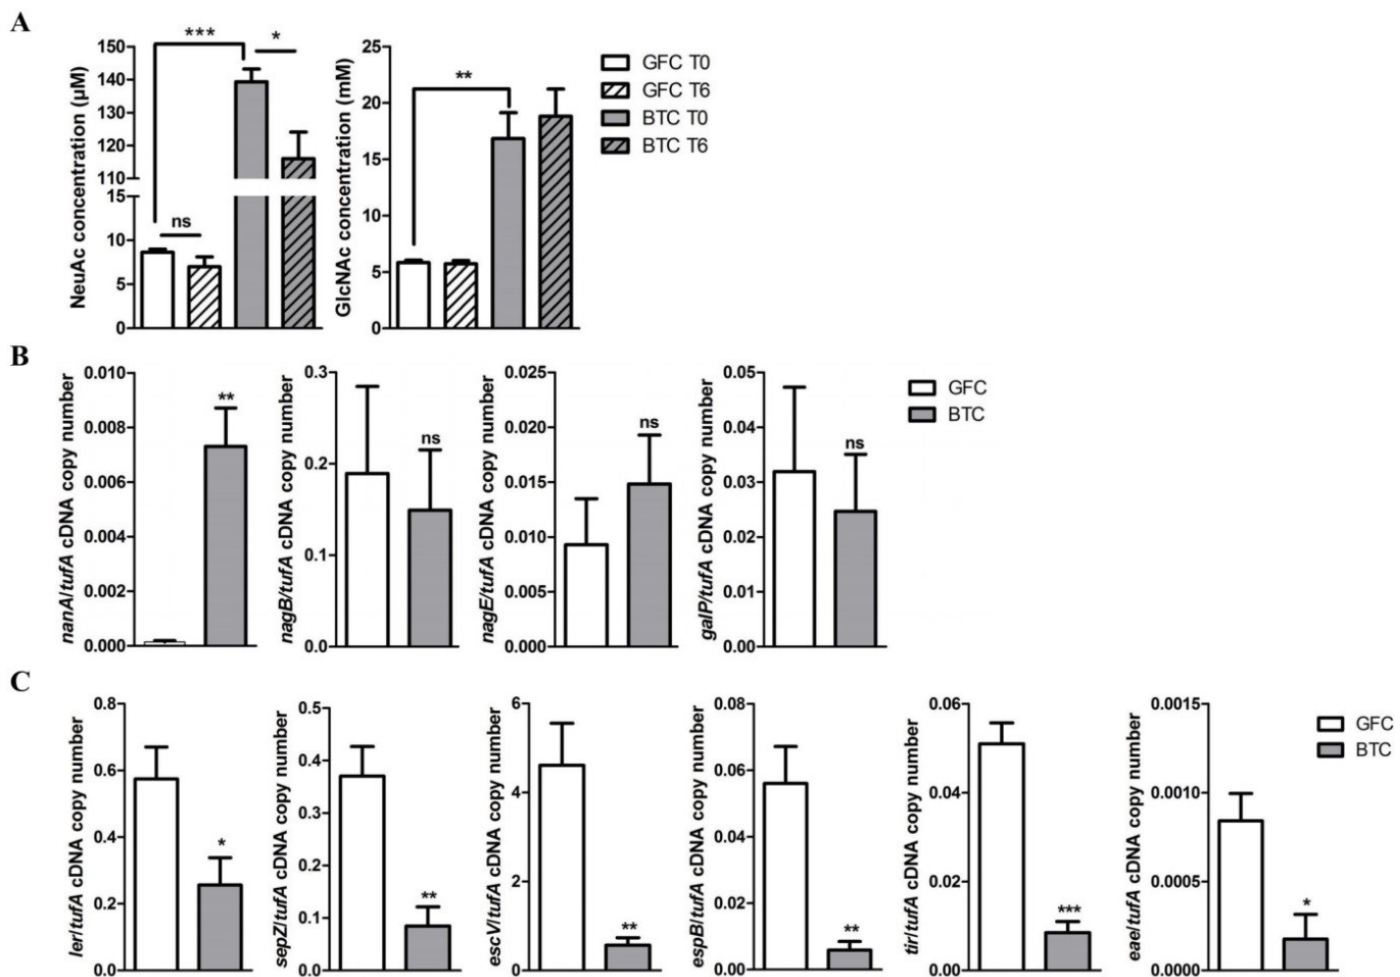 A
NeuAc concentration (µM)
150
140
130
120
110
15
10
5
0
***
*
ns
GlcNAc concentration (mM)
25
20
15
10
5
0
**
GFC T0
GFC T6
BTC T0
BTC T6
B
nanA/tufA cDNA copy number
0.010
0.008
0.006
0.004
0.002
0.000
**
nagB/tufA cDNA copy number
0.3
0.2
0.1
0.0
ns
nagE/tufA cDNA copy number
0.025
0.020
0.015
0.010
0.005
0.000
ns
galP/tufA cDNA copy number
0.05
0.04
0.03
0.02
0.01
0.00
ns
GFC
BTC
C
ler/tufA cDNA copy number
0.8
0.6
0.4
0.2
0.0
*
sepZ/tufA cDNA copy number
0.5
0.4
0.3
0.2
0.1
0.0
**
escV/tufA cDNA copy number
6
4
2
0
**
espB/tufA cDNA copy number
0.08
0.06
0.04
0.02
0.00
**
tir/tufA cDNA copy number
0.06
0.04
0.02
0.00
***
eae/tufA cDNA copy number
0.0015
0.0010
0.0005
0.0000
*
GFC
BTC